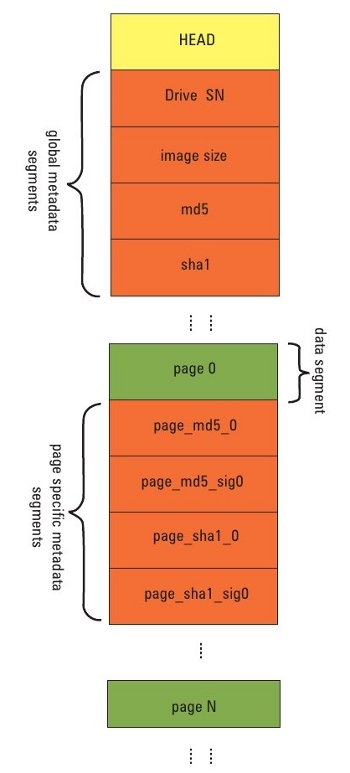 HEAD
Drive SN
image size
md5
sha1
global metadata
segments
page 0
data segment
page_md5_0
page_md5_sig0
page_sha1_0
page_sha1_sig0
page specific metadata
segments
page N